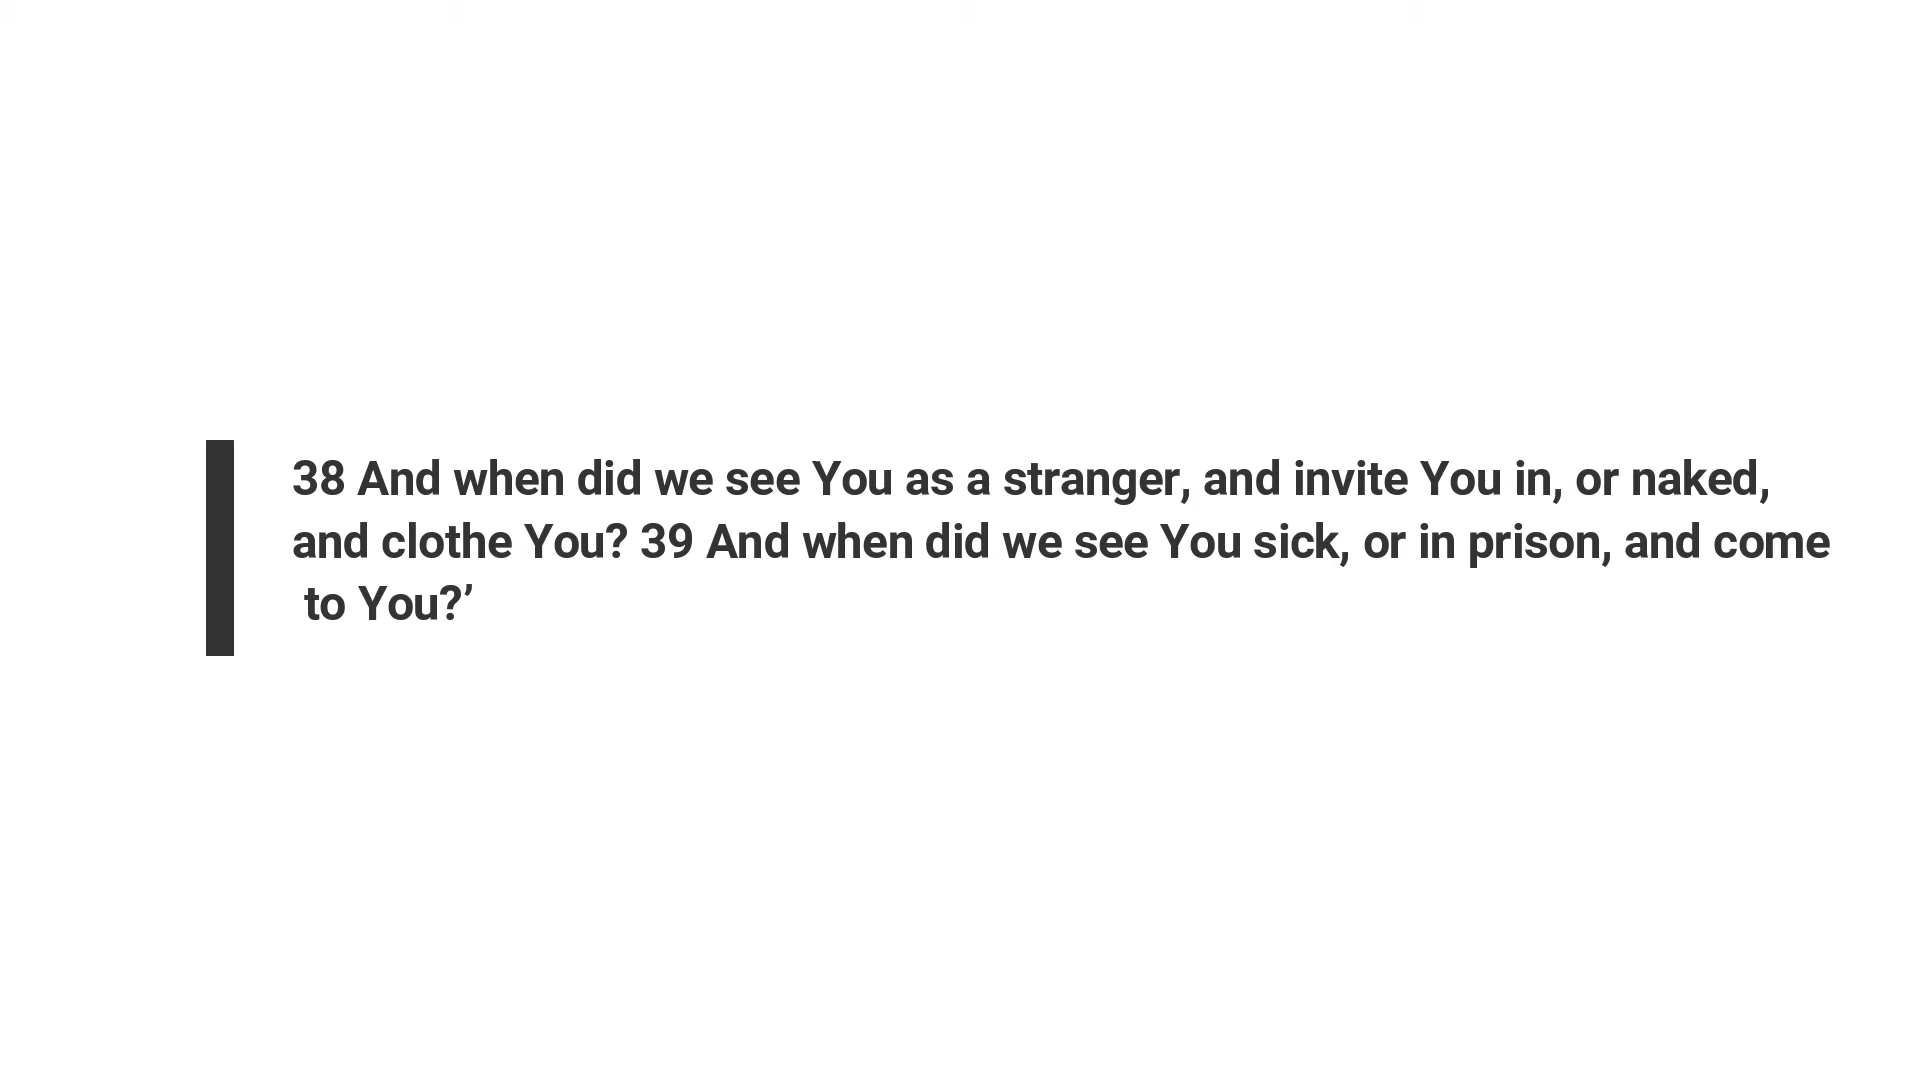 38 And when did we see You as a stranger, and invite You in, or naked,
and clothe You? 39 And when did we see You sick, or in prison, and come
to You?’